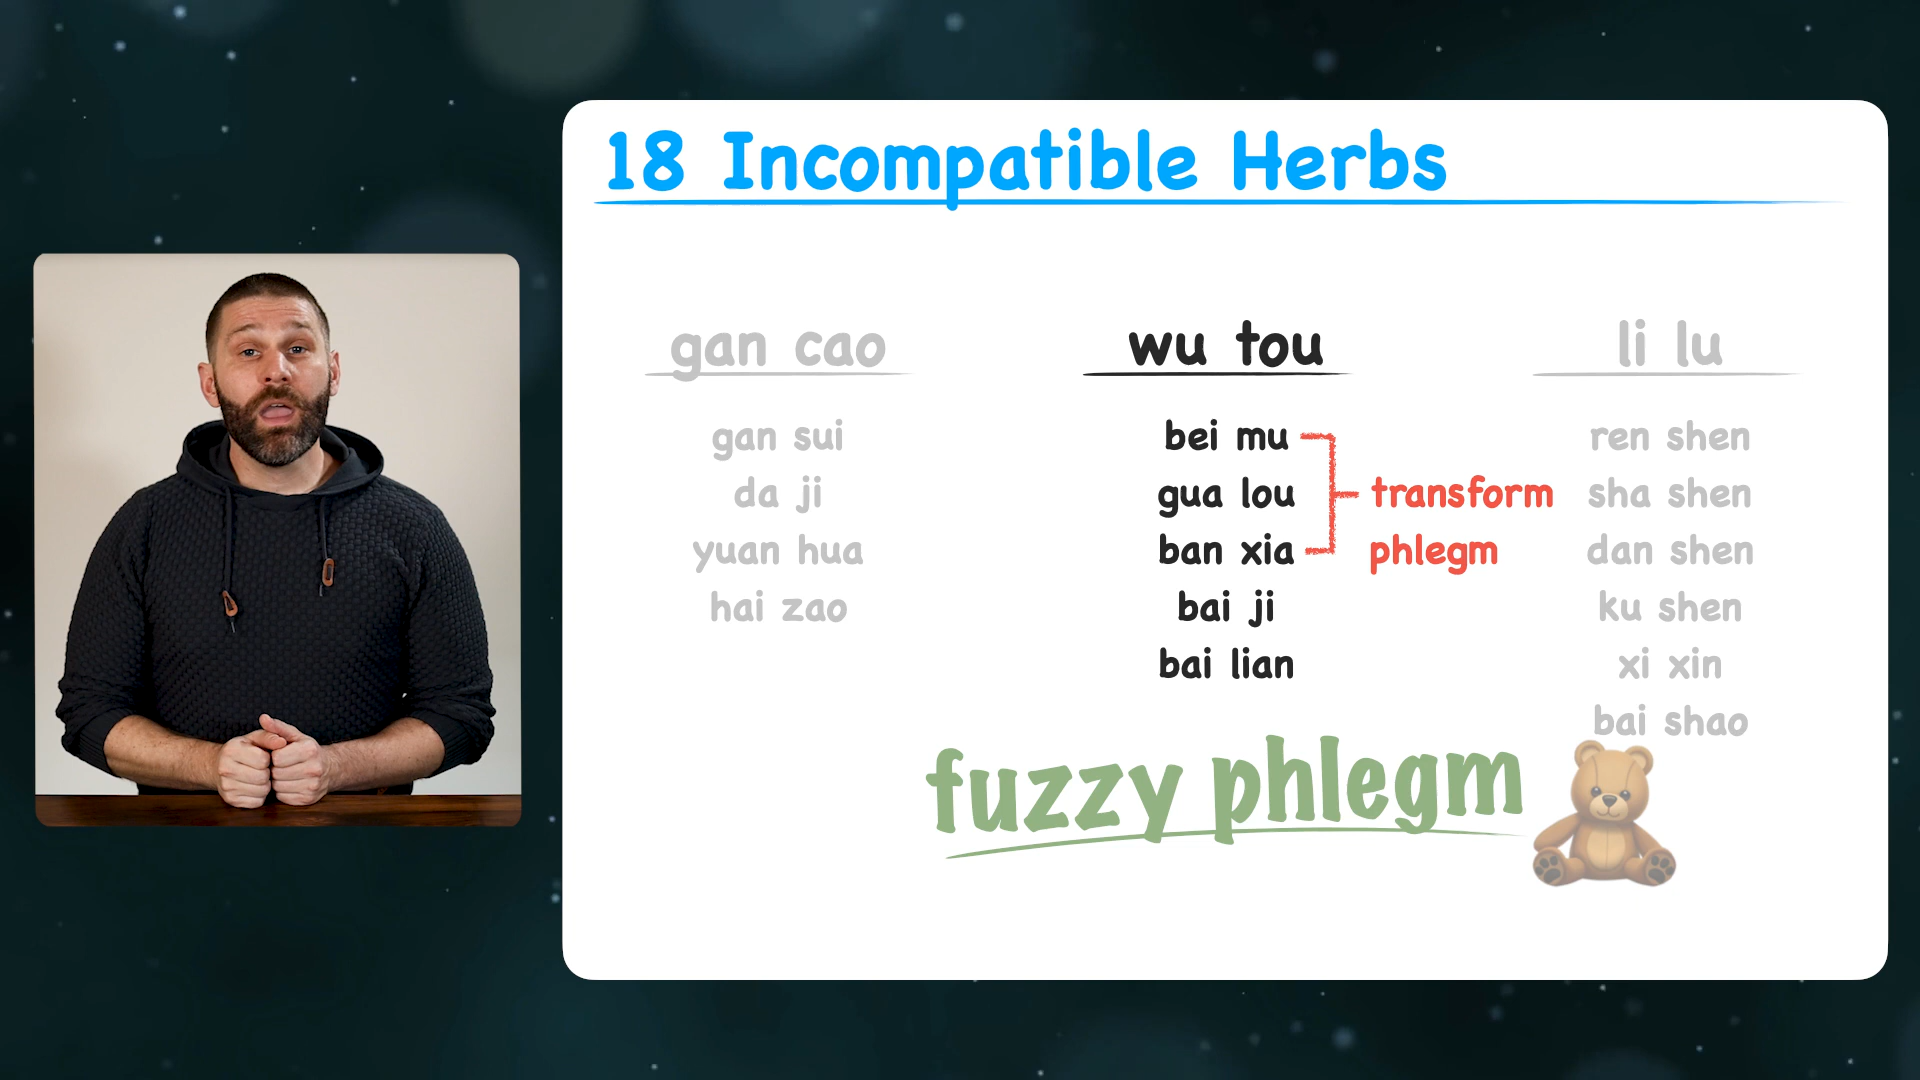 18 Incompatible Herbs
gan cao
gan sui
da ji
yuan hua
hai zao
wu tou
bei mu
gua lou
ban xia
bai ji
bai lian
transform
phlegm
li lu
ren shen
sha shen
dan shen
ku shen
xi xin
bai shao
fuzzy phlegm